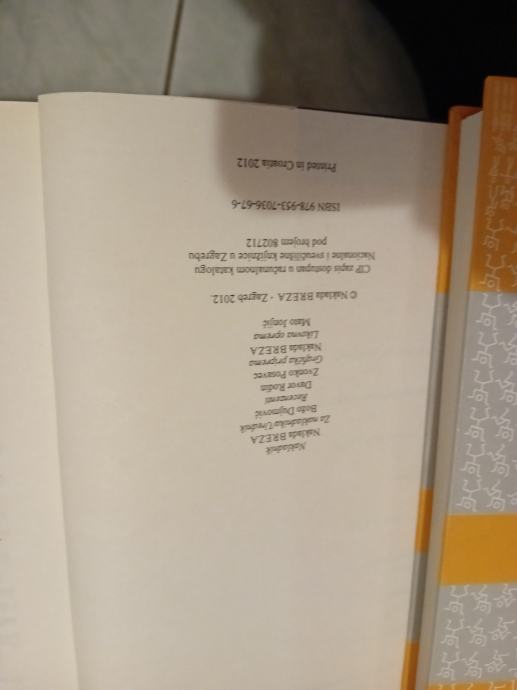 Nakladnik
Naklada BREZA
Za nakladnika/Urednik
Božo Dujmović
Recenzenti
Davor Rodin
Zvonko Posavec
Grafička priprema
Naklada BREZA
Likovna oprema
Mato Jonjić
© Naklada BREZA - Zagreb 2012.
CIP zapis dostupan u računalnom katalogu
Nacionalne i sveučilišne knjižnice u Zagrebu
pod brojem 802712
ISBN 978-953-7036-67-6
Printed in Croatia 2012